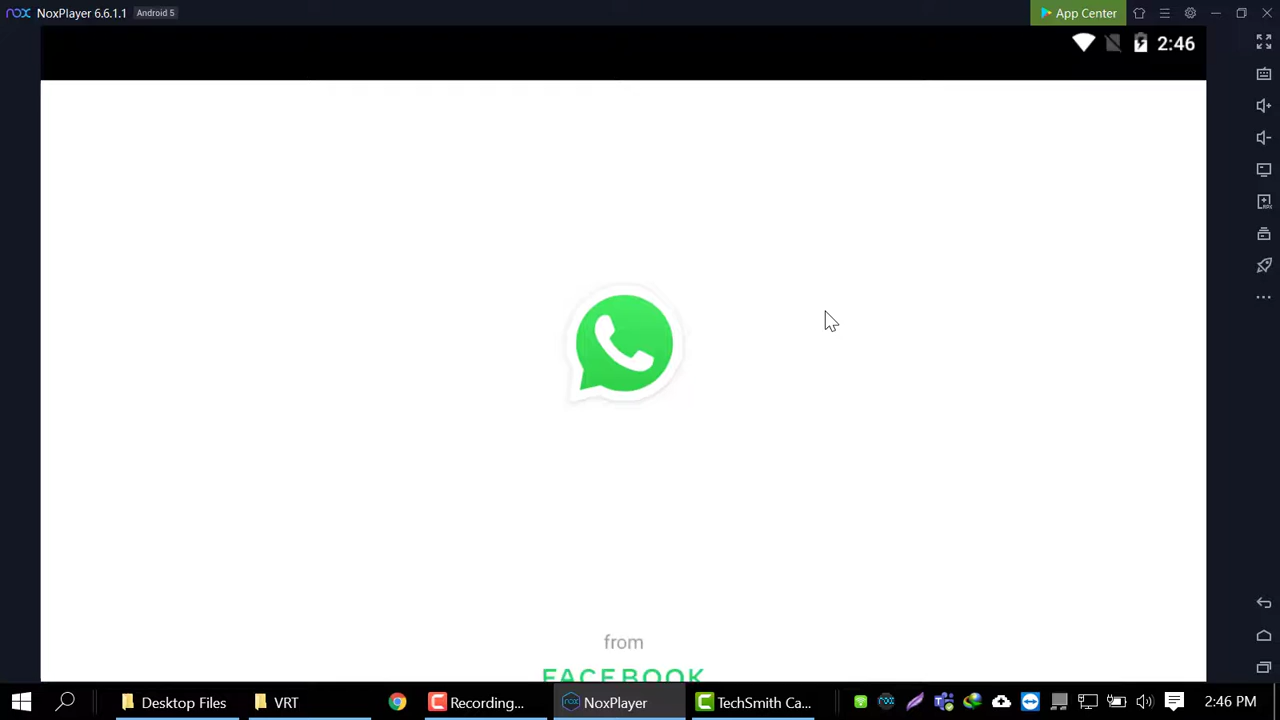 nox NoxPlayer 6.6.1.1 Android 5
App Center
2:46
from
FACEBOOK
Desktop Files
VRT
Recording...
NoxPlayer
TechSmith Ca...
2:46 PM